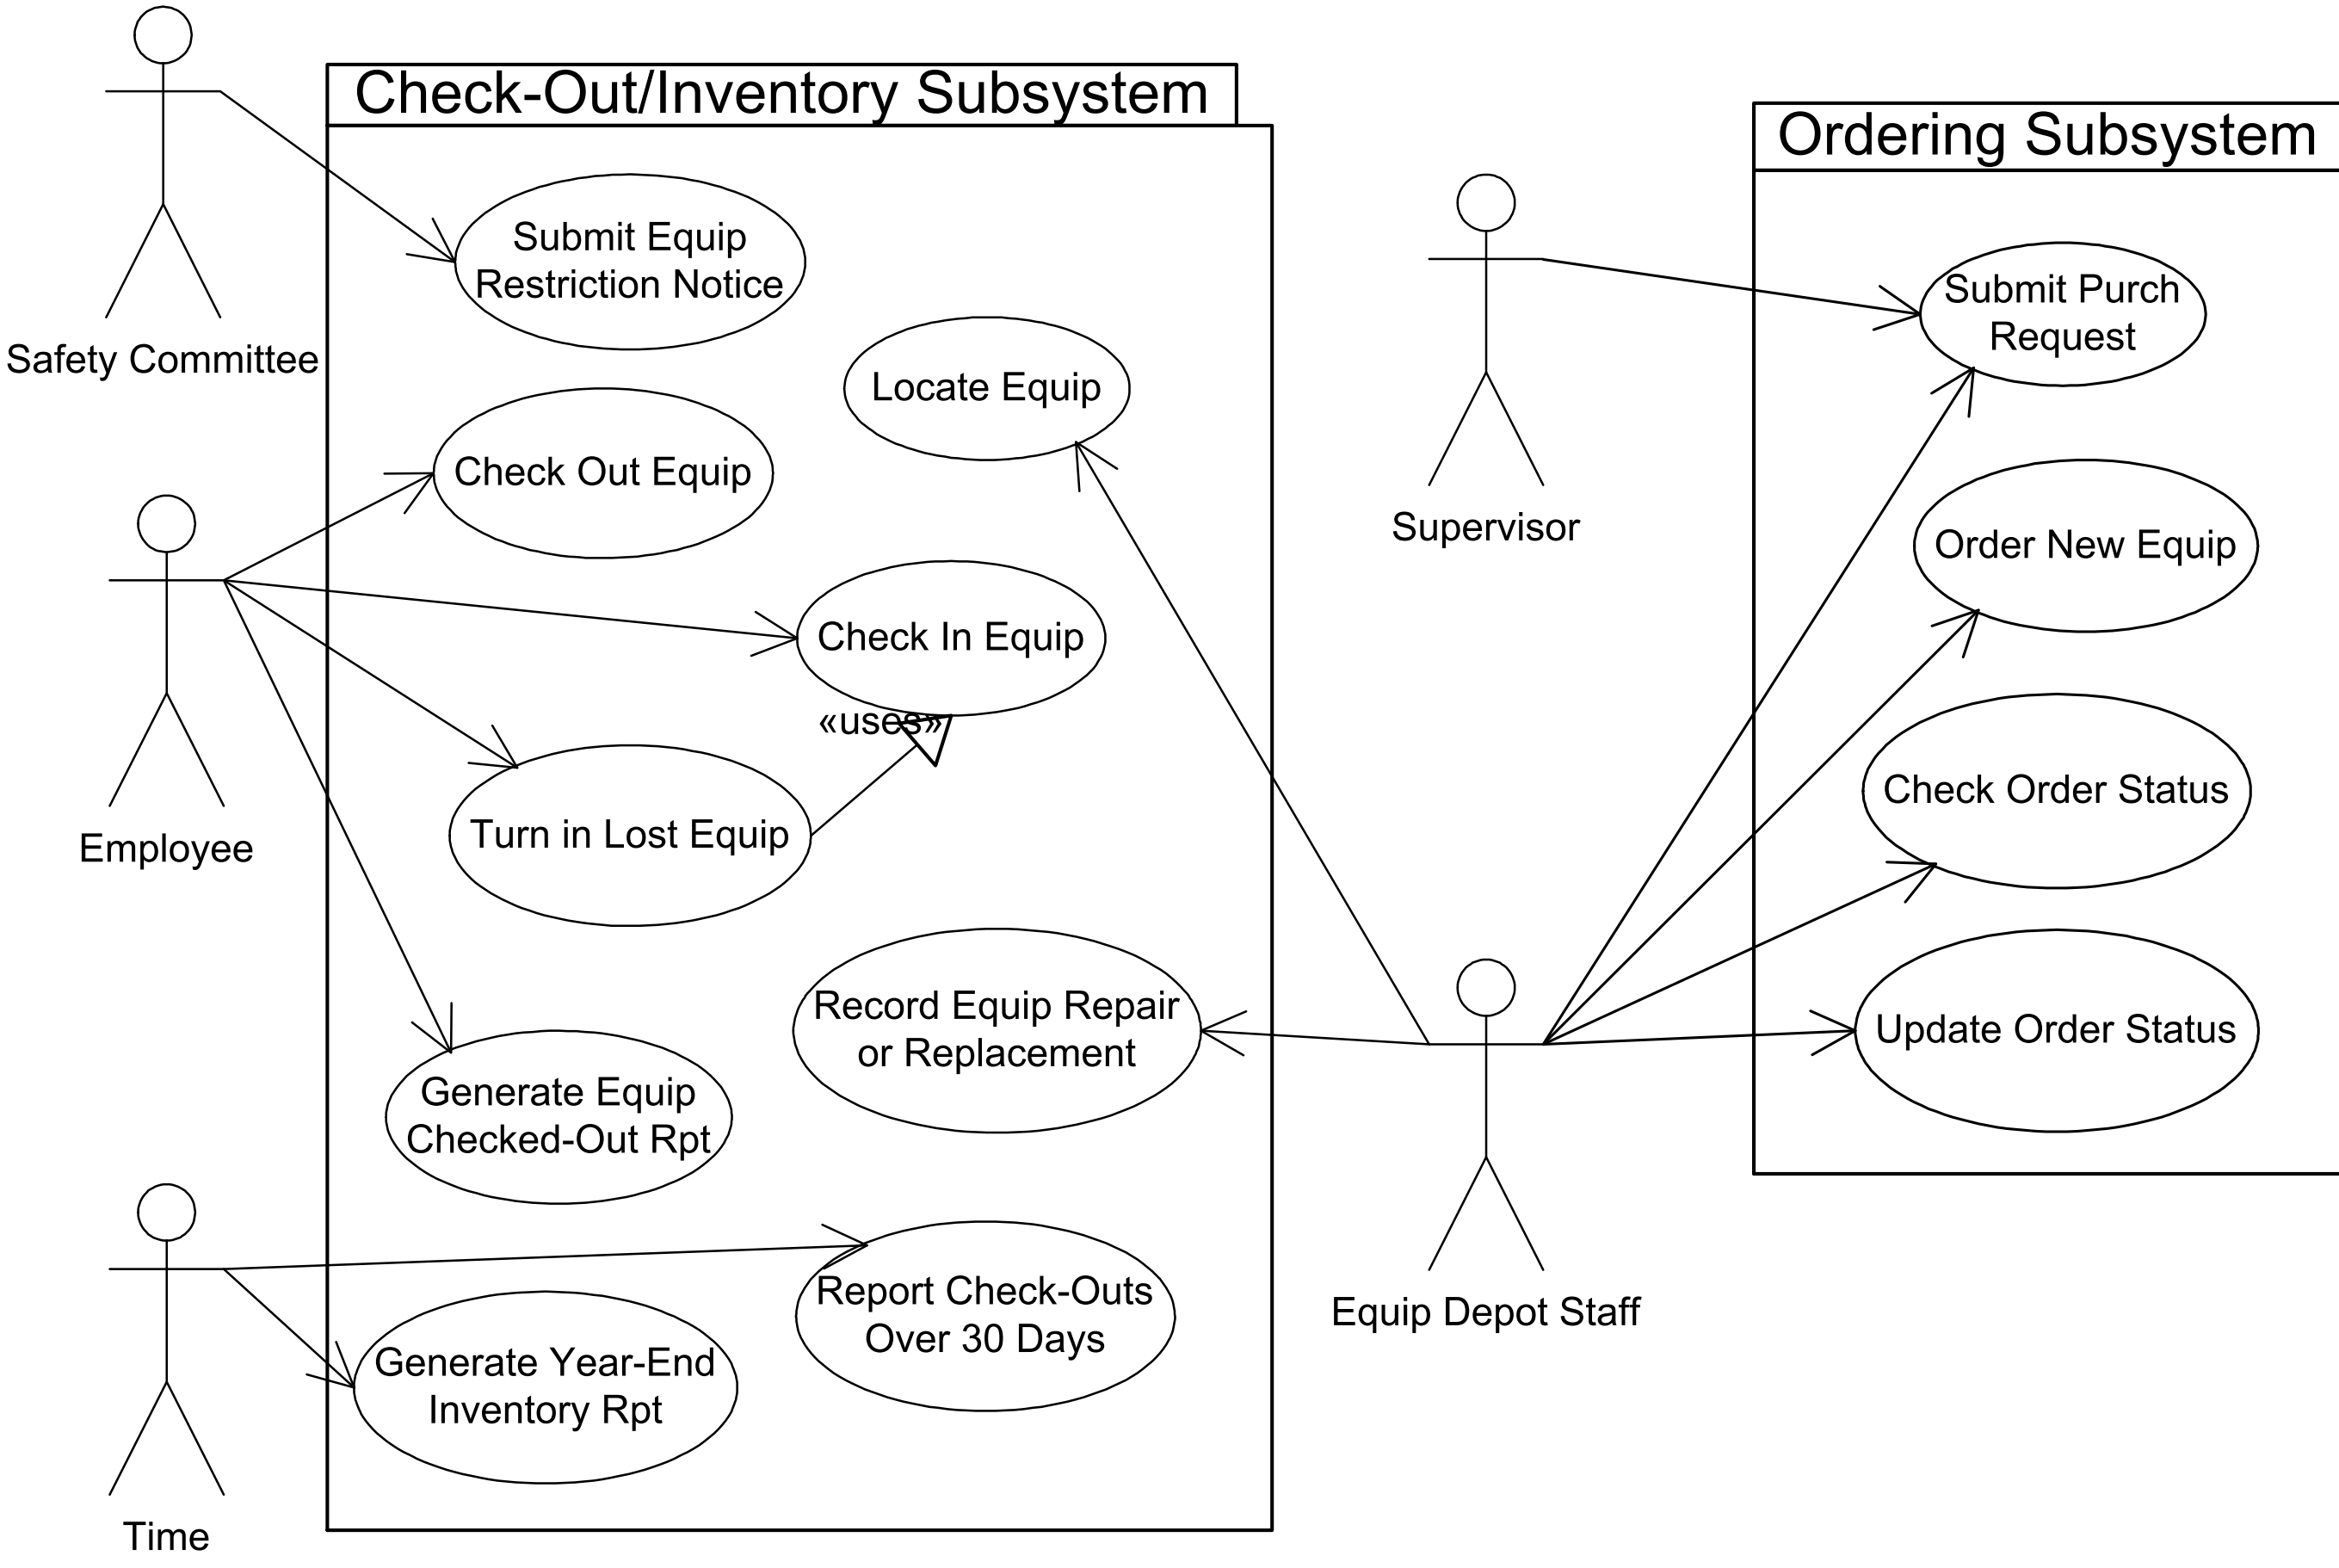 Check-Out/Inventory Subsystem
Ordering Subsystem
Submit Equip
Restriction Notice
Safety Committee
Locate Equip
Submit Purch
Request
Check Out Equip
Supervisor
Order New Equip
Check In Equip
«uses»
Employee
Turn in Lost Equip
Check Order Status
Record Equip Repair
or Replacement
Update Order Status
Generate Equip
Checked-Out Rpt
Report Check-Outs
Over 30 Days
Equip Depot Staff
Generate Year-End
Inventory Rpt
Time